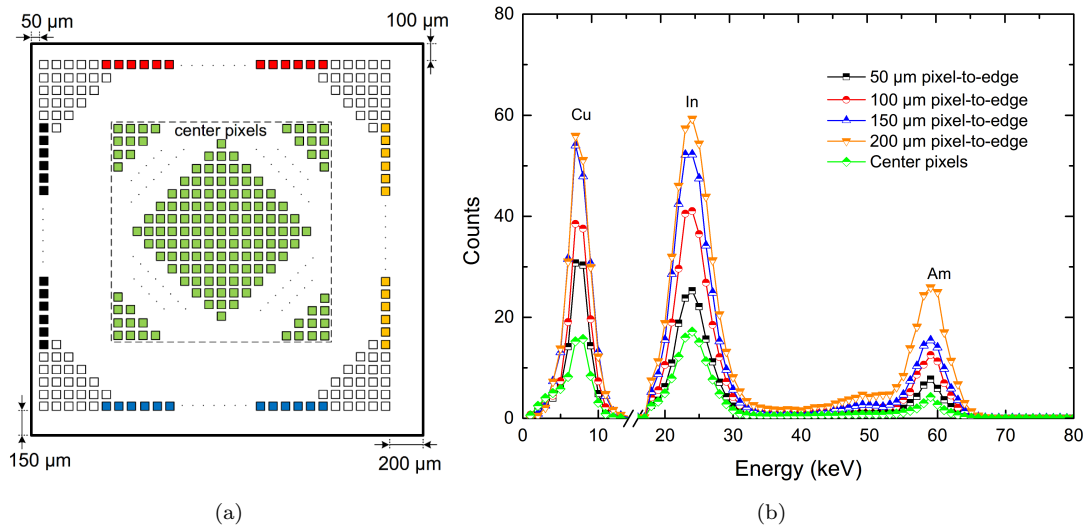 50 μm
100 μm
center pixels
150 μm
200 μm
(a)
b)
Counts
80
60
40
20
0
Cu
In
Am
50 μm pixel-to-edge
100 μm pixel-to-edge
150 μm pixel-to-edge
200 μm pixel-to-edge
Center pixels
0 10 20 30 40 50 60 70 80
Energy (keV)
(b)